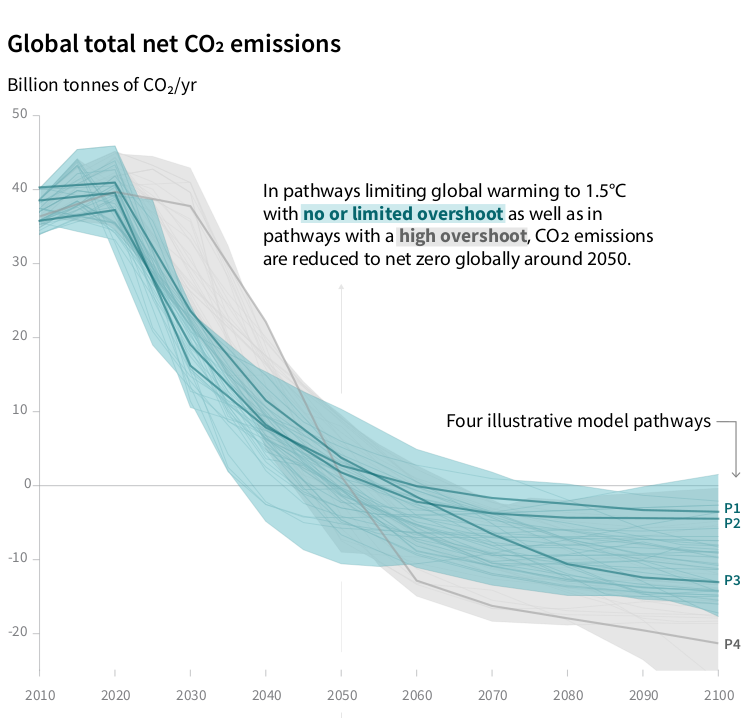 Global total net CO₂ emissions
Billion tonnes of CO₂/yr
50
40
30
20
10
0
-10
-20
In pathways limiting global warming to 1.5°C
with no or limited overshoot as well as in
pathways with a high overshoot, CO2 emissions
are reduced to net zero globally around 2050.
Four illustrative model pathways
P1
P2
P3
P4
2010 2020 2030 2040 2050 2060 2070 2080 2090 2100